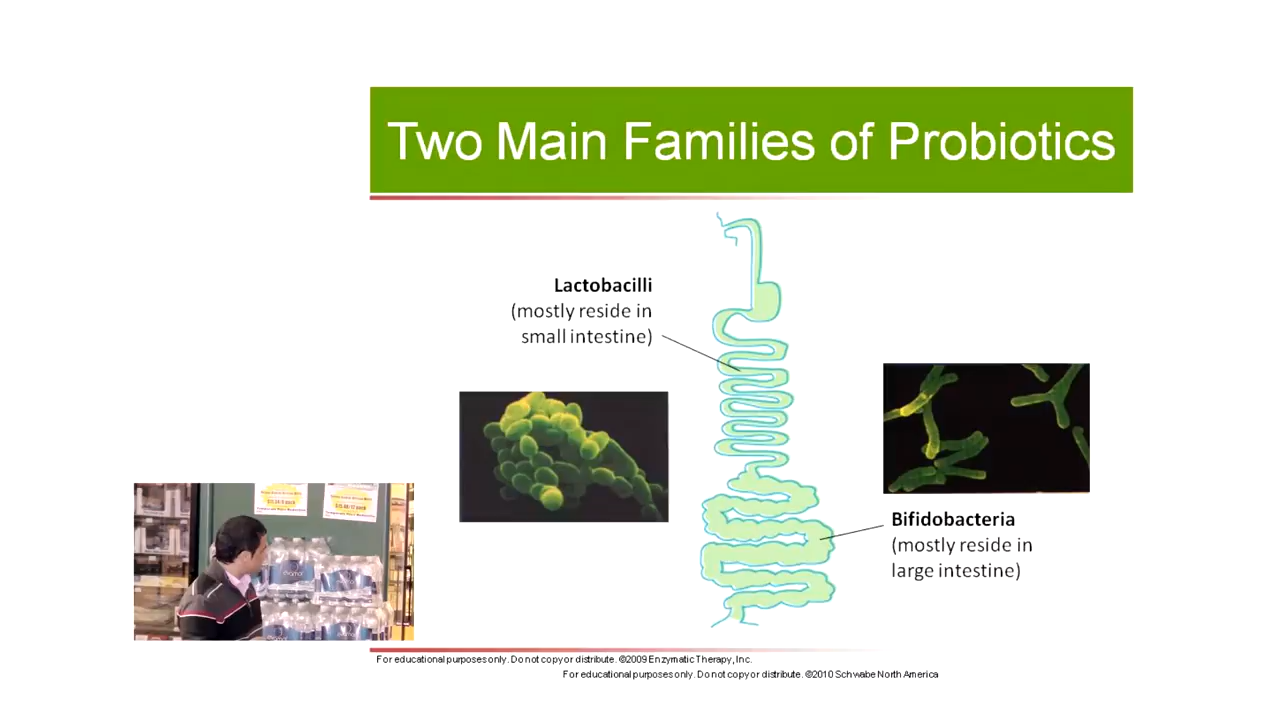 Two Main Families of Probiotics
Lactobacilli
(mostly reside in
small intestine)
Bifidobacteria
(mostly reside in
large intestine)
For educational purposes only. Do not copy or distribute. ©2009 Enzymatic Therapy, Inc.
For educational purposes only. Do not copy or distribute. ©2010 Schwabe North America